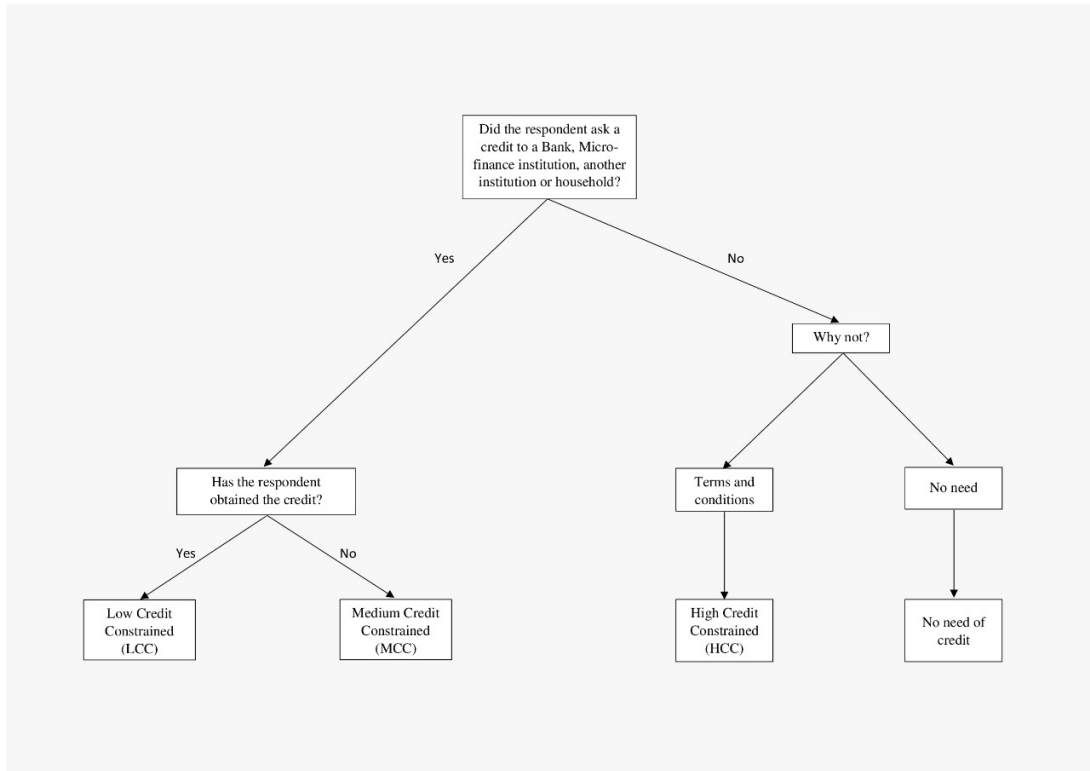 Did the respondent ask a
credit to a Bank, Micro-
finance institution, another
institution or household?
Yes
No
Why not?
Has the respondent
obtained the credit?
Terms and
conditions
No need
Yes
No
Low Credit
Constrained
(LCC)
Medium Credit
Constrained
(MCC)
High Credit
Constrained
(HCC)
No need of
credit